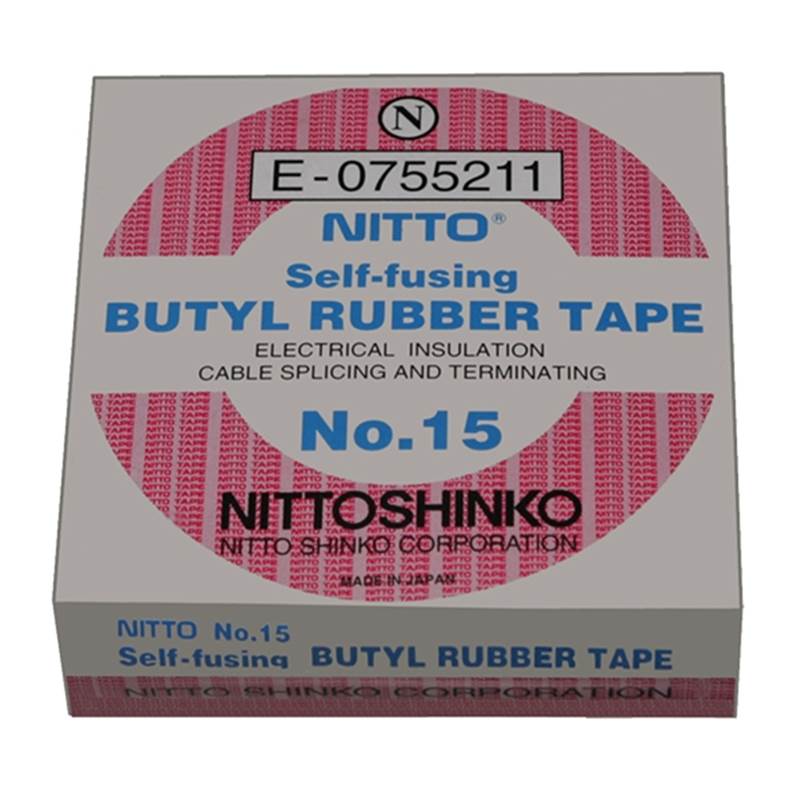 N
E-0755211
NITTO®
Self-fusing
BUTYL RUBBER TAPE
ELECTRICAL INSULATION
CABLE SPLICING AND TERMINATING
No.15
NITTOSHINKO
NITTO SHINKO CORPORATION
MADE IN JAPAN
NITTO No.15
Self-fusing BUTYL RUBBER TAPE
NITTO SHINKO CORPORATION